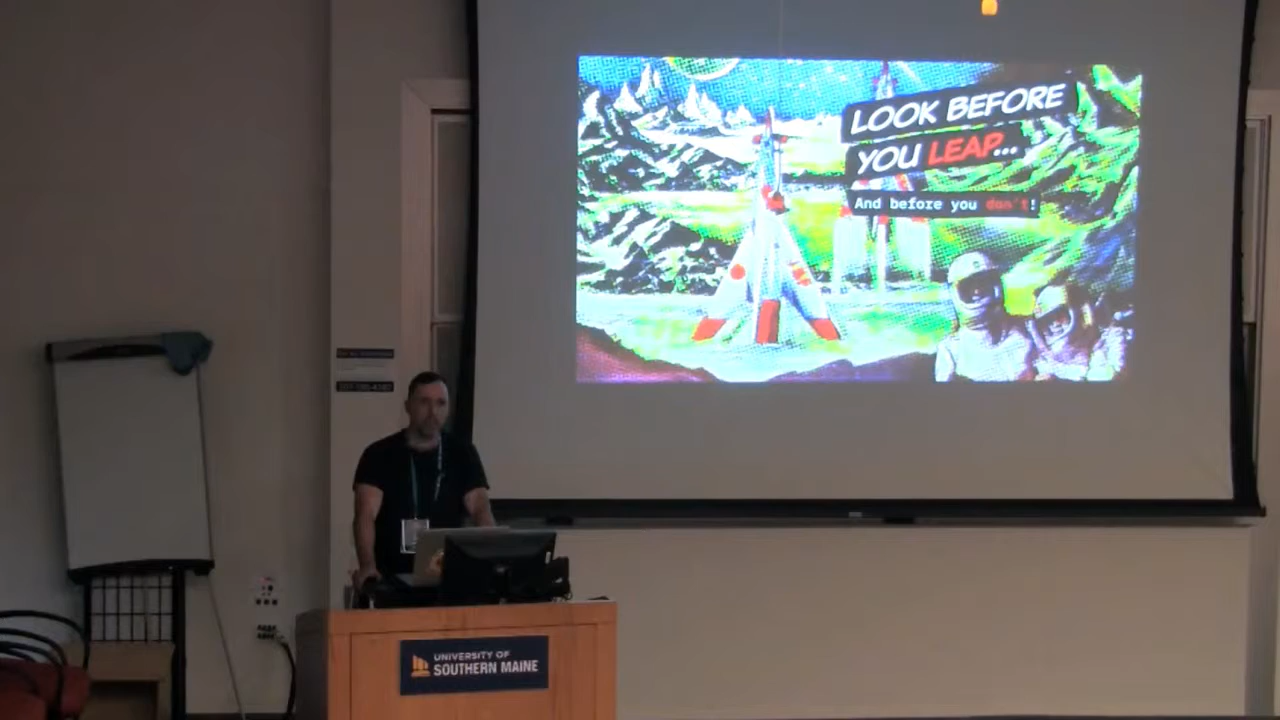 LOOK BEFORE
YOU LEAP...
And before you don't!
UNIVERSITY OF
SOUTHERN MAINE